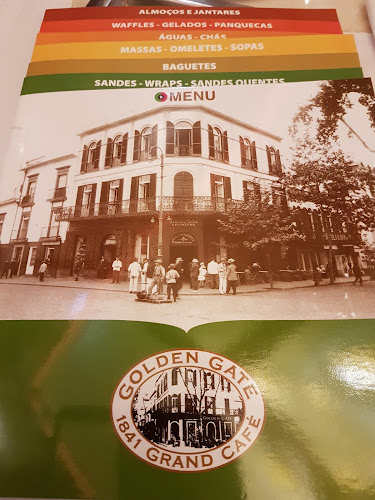 ALMOÇOS E JANTARES
WAFFLES - GELADOS - PANQUECAS
ÁGUAS - CHÁS
MASSAS - OMELETES - SOPAS
BAGUETES
SANDES - WRAPS - SANDES QUENTES
MENU
GOLDEN GATE
1841 GRAND CAFÉ